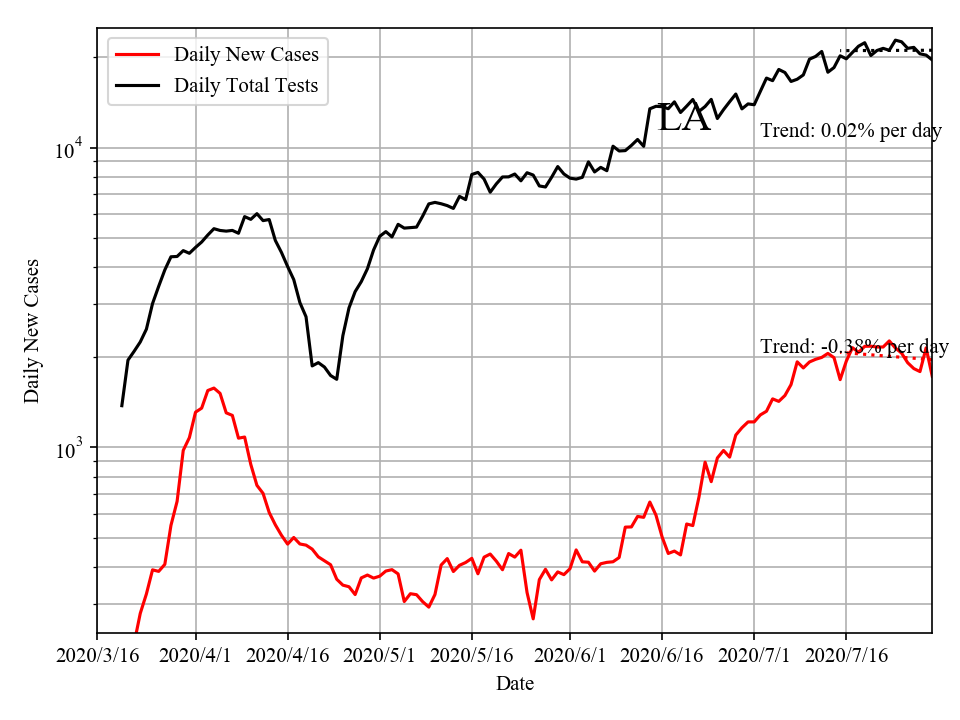 Daily New Cases
Daily Total Tests
LA
Trend: 0.02% per day
Trend: -0.38% per day
10^4
10^3
Daily New Cases
2020/3/16 2020/4/1 2020/4/16 2020/5/1 2020/5/16 2020/6/1 2020/6/16 2020/7/1 2020/7/16
Date